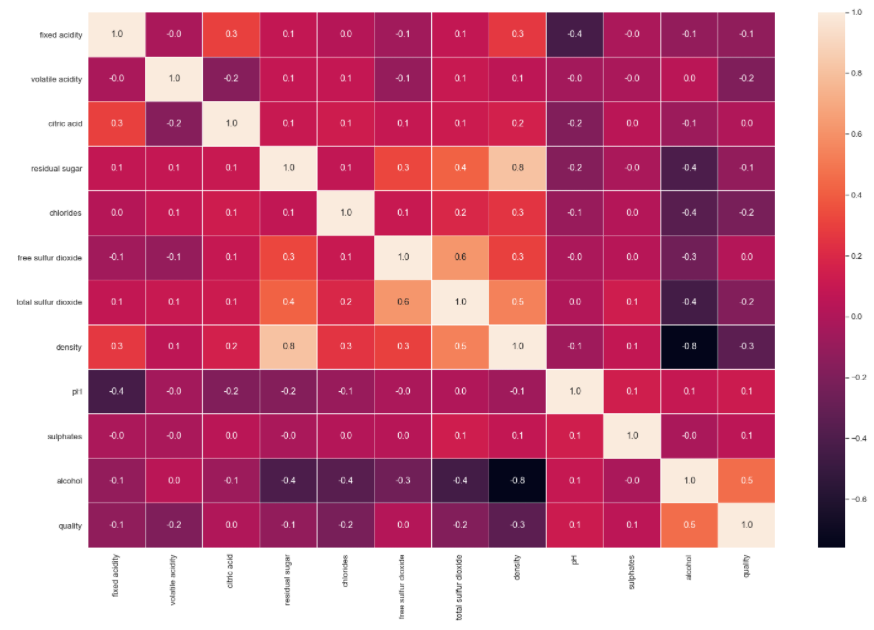 fixed acidity 1.0 -0.0 0.3 0.1 0.0 -0.1 0.1 0.3 -0.4 -0.0 -0.1 -0.1
volatile acidity -0.0 1.0 -0.2 0.1 0.1 -0.1 0.1 0.1 -0.0 -0.0 0.0 -0.2
citric acid 0.3 -0.2 1.0 0.1 0.1 0.1 0.1 0.2 -0.2 0.0 -0.1 0.0
residual sugar 0.1 0.1 0.1 1.0 0.1 0.3 0.4 0.8 -0.2 -0.0 -0.4 -0.1
chlorides 0.0 0.1 0.1 0.1 1.0 0.1 0.2 0.3 -0.1 0.0 -0.4 -0.2
free sulfur dioxide -0.1 -0.1 0.1 0.3 0.1 1.0 0.6 0.3 -0.0 0.0 -0.3 0.0
total sulfur dioxide 0.1 0.1 0.1 0.4 0.2 0.6 1.0 0.5 0.0 0.1 -0.4 -0.2
density 0.3 0.1 0.2 0.8 0.3 0.3 0.5 1.0 -0.1 0.1 -0.8 -0.3
pH -0.4 -0.0 -0.2 -0.2 -0.1 -0.0 0.0 -0.1 1.0 0.1 0.1 0.1
sulphates -0.0 -0.0 0.0 -0.0 0.0 0.0 0.1 0.1 0.1 1.0 -0.0 0.1
alcohol -0.1 0.0 -0.1 -0.4 -0.4 -0.3 -0.4 -0.8 0.1 -0.0 1.0 0.5
quality -0.1 -0.2 0.0 -0.1 -0.2 0.0 -0.2 -0.3 0.1 0.1 0.5 1.0
fixed acidity
volatile acidity
citric acid
residual sugar
chlorides
free sulfur dioxide
total sulfur dioxide
density
pH
sulphates
alcohol
quality
1.0
0.8
0.6
0.4
0.2
0.0
-0.2
-0.4
-0.6